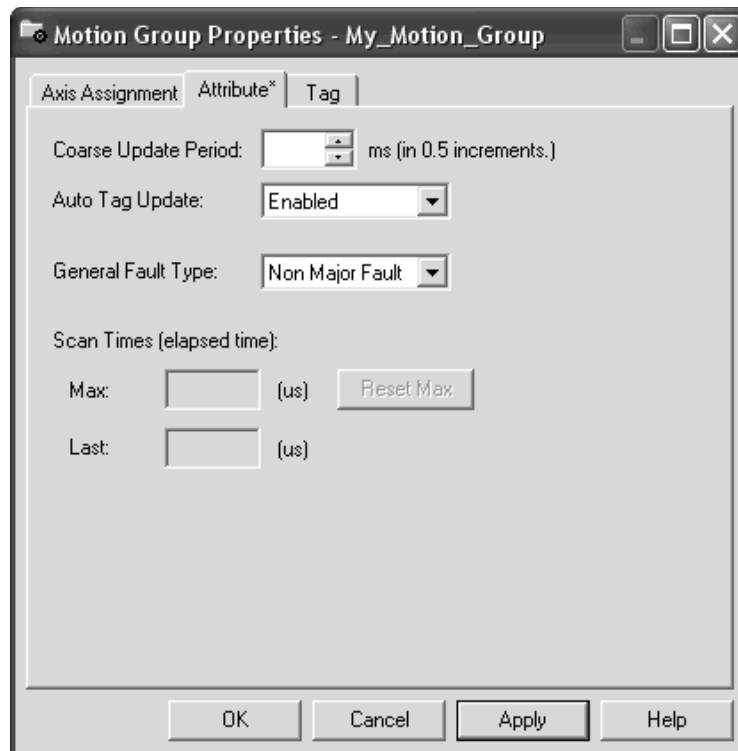 Motion Group Properties - My_Motion_Group
Axis Assignment Attribute* Tag
Coarse Update Period: ms (in 0.5 increments.)
Auto Tag Update: Enabled
General Fault Type: Non Major Fault
Scan Times (elapsed time):
Max: (us) Reset Max
Last: (us)
OK Cancel Apply Help